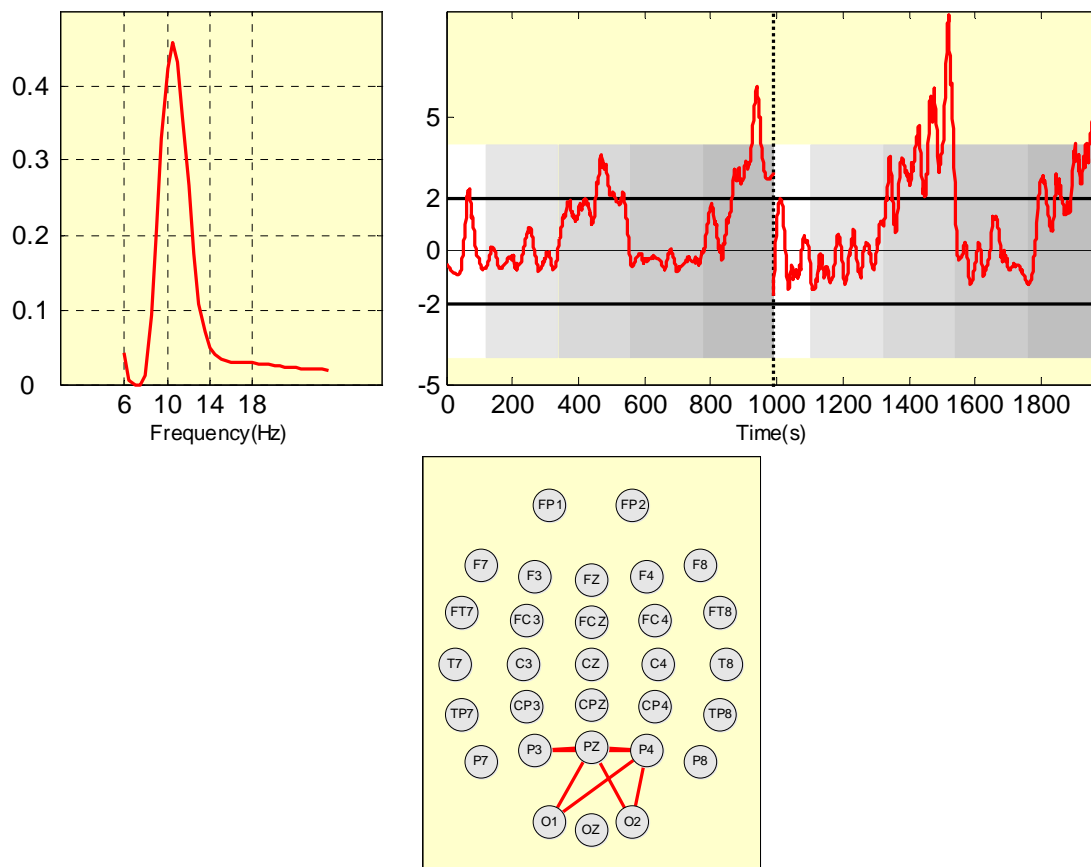 0.4
0.3
0.2
0.1
0
6 10 14 18
Frequency(Hz)
5
2
0
-2
-5
0 200 400 600 800 1000 1200 1400 1600 1800
Time(s)
FP1 FP2
F7 F3 FZ F4 F8
FT7 FC3 FCZ FC4 FT8
T7 C3 CZ C4 T8
TP7 CP3 CPZ CP4 TP8
P7 P3 PZ P4 P8
O1 OZ O2